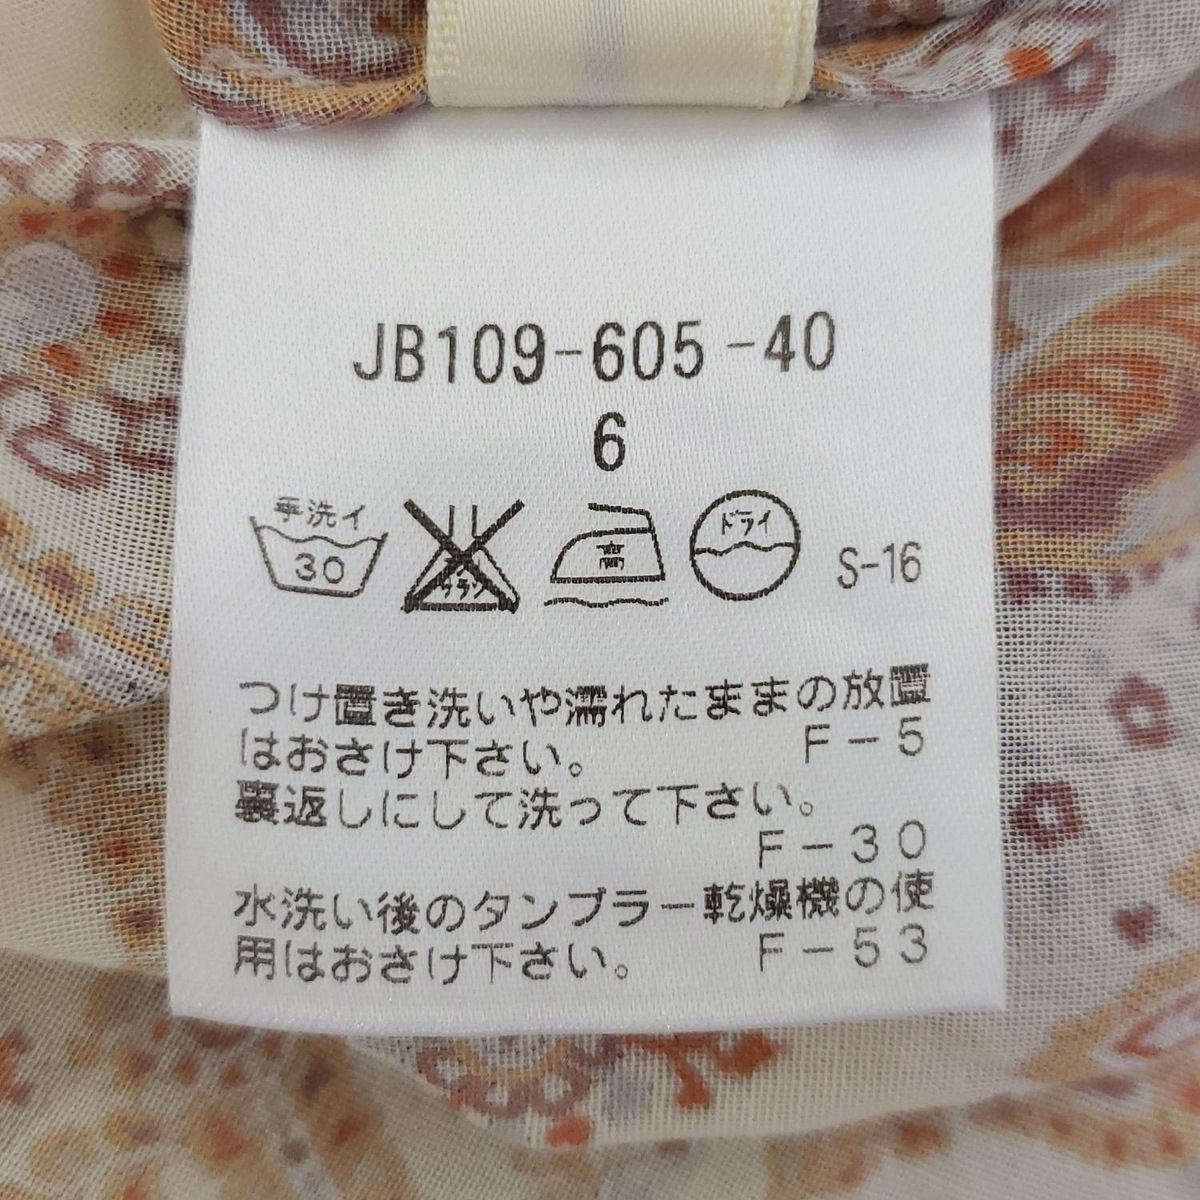 JB109-605-40
6
手洗イ
30
エンソサラシ
高
ドライ
S-16
つけ置き洗いや濡れたままの放置
はおさけ下さい。 F-5
裏返しにして洗って下さい。
F-30
水洗い後のタンブラー乾燥機の使
用はおさけ下さい。 F-53